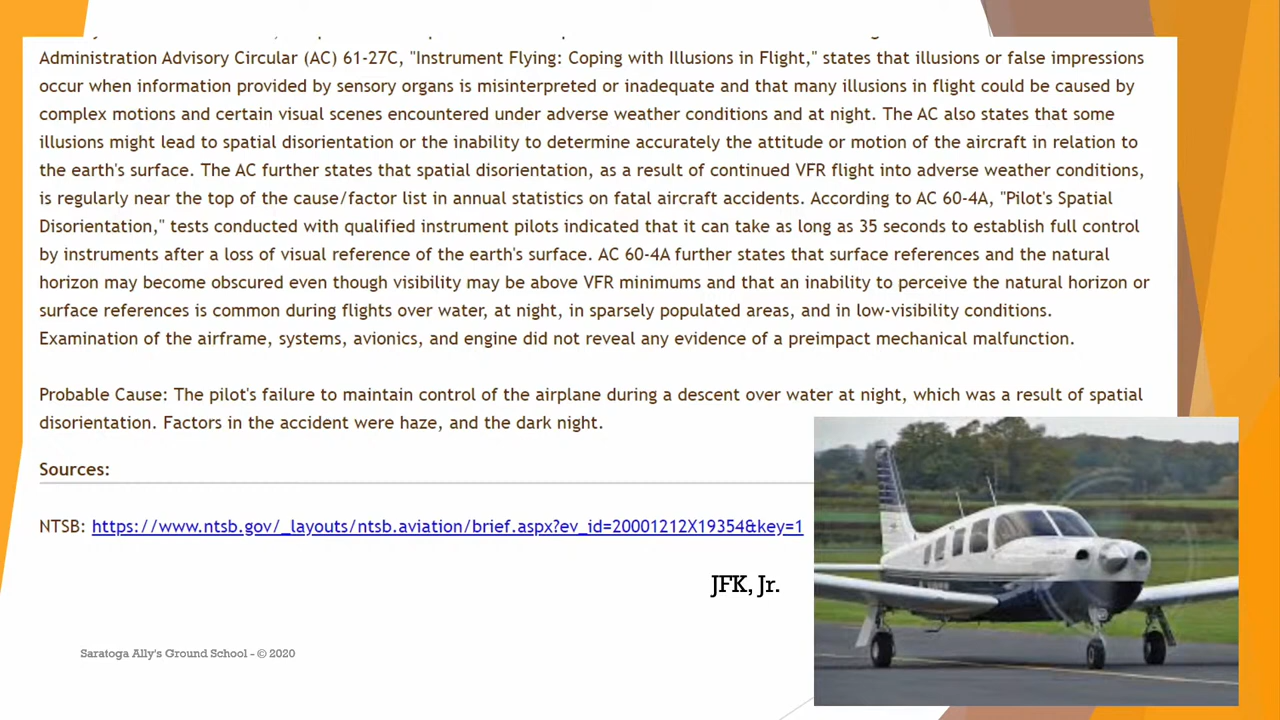 Administration Advisory Circular (AC) 61-27C, "Instrument Flying: Coping with Illusions in Flight," states that illusions or false impressions
occur when information provided by sensory organs is misinterpreted or inadequate and that many illusions in flight could be caused by
complex motions and certain visual scenes encountered under adverse weather conditions and at night. The AC also states that some
illusions might lead to spatial disorientation or the inability to determine accurately the attitude or motion of the aircraft in relation to
the earth's surface. The AC further states that spatial disorientation, as a result of continued VFR flight into adverse weather conditions,
is regularly near the top of the cause/factor list in annual statistics on fatal aircraft accidents. According to AC 60-4A, "Pilot's Spatial
Disorientation," tests conducted with qualified instrument pilots indicated that it can take as long as 35 seconds to establish full control
by instruments after a loss of visual reference of the earth's surface. AC 60-4A further states that surface references and the natural
horizon may become obscured even though visibility may be above VFR minimums and that an inability to perceive the natural horizon or
surface references is common during flights over water, at night, in sparsely populated areas, and in low-visibility conditions.
Examination of the airframe, systems, avionics, and engine did not reveal any evidence of a preimpact mechanical malfunction.
Probable Cause: The pilot's failure to maintain control of the airplane during a descent over water at night, which was a result of spatial
disorientation. Factors in the accident were haze, and the dark night.
Sources:
NTSB: https://www.ntsb.gov/_layouts/ntsb.aviation/brief.aspx?ev_id=20001212X19354&key=1
JFK, Jr.
Saratoga Ally's Ground School - © 2020